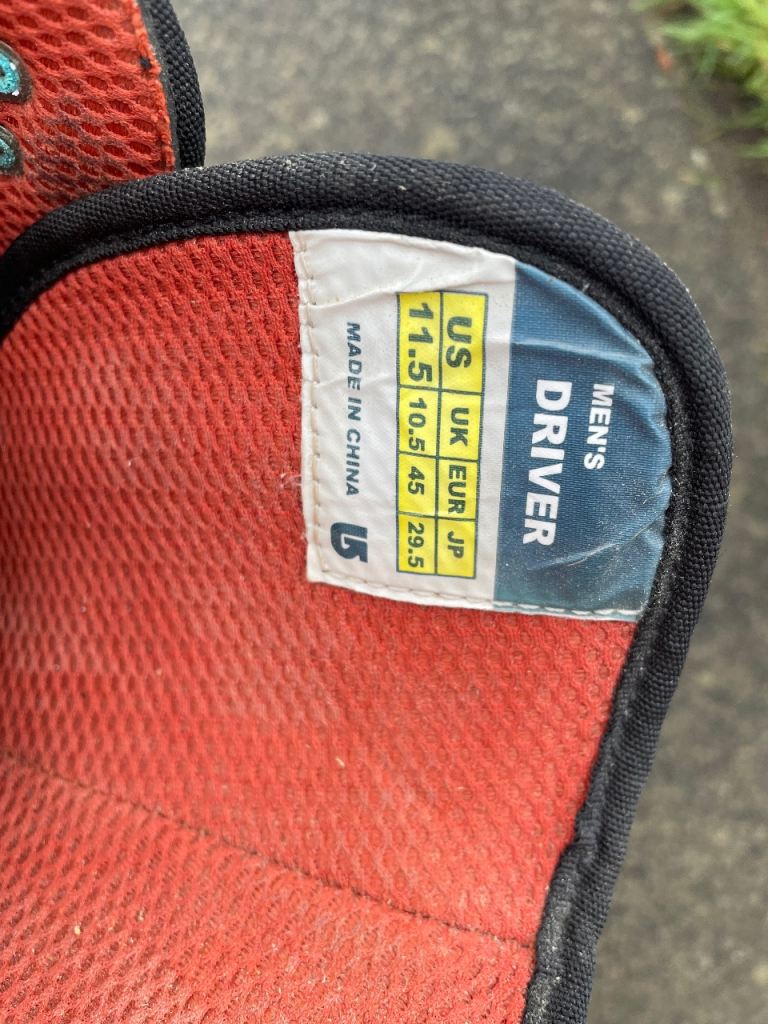 MEN'S
DRIVER
US UK EUR JP
11.5 10.5 45 29.5
MADE IN CHINA